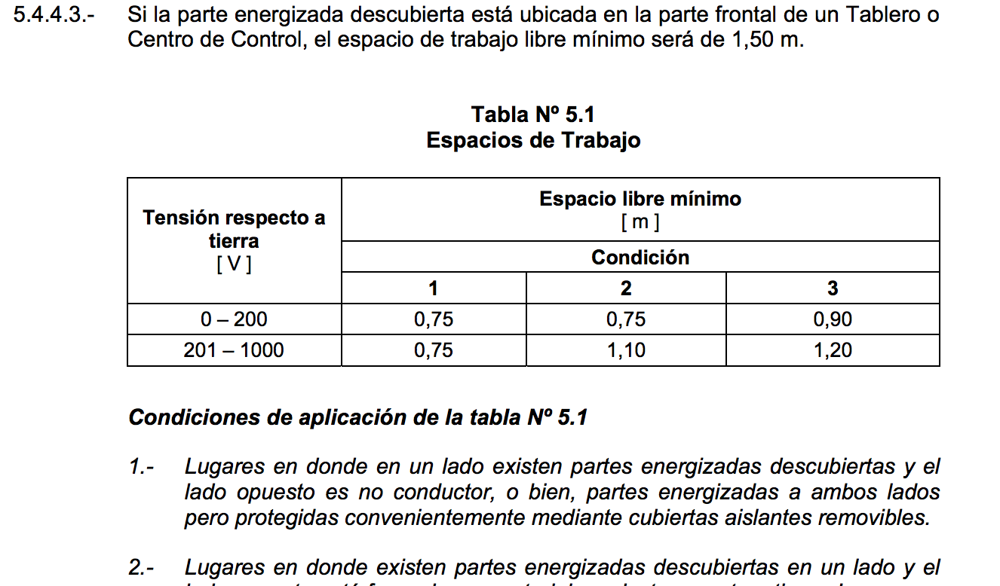 5.4.4.3.- Si la parte energizada descubierta está ubicada en la parte frontal de un Tablero o
Centro de Control, el espacio de trabajo libre mínimo será de 1,50 m.
Tabla Nº 5.1
Espacios de Trabajo
Tensión respecto a
tierra
[ V ]
Espacio libre mínimo
[ m ]
Condición
1 2 3
0 – 200 0,75 0,75 0,90
201 – 1000 0,75 1,10 1,20
Condiciones de aplicación de la tabla Nº 5.1
1.- Lugares en donde en un lado existen partes energizadas descubiertas y el
lado opuesto es no conductor, o bien, partes energizadas a ambos lados
pero protegidas convenientemente mediante cubiertas aislantes removibles.
2.- Lugares en donde existen partes energizadas descubiertas en un lado y el